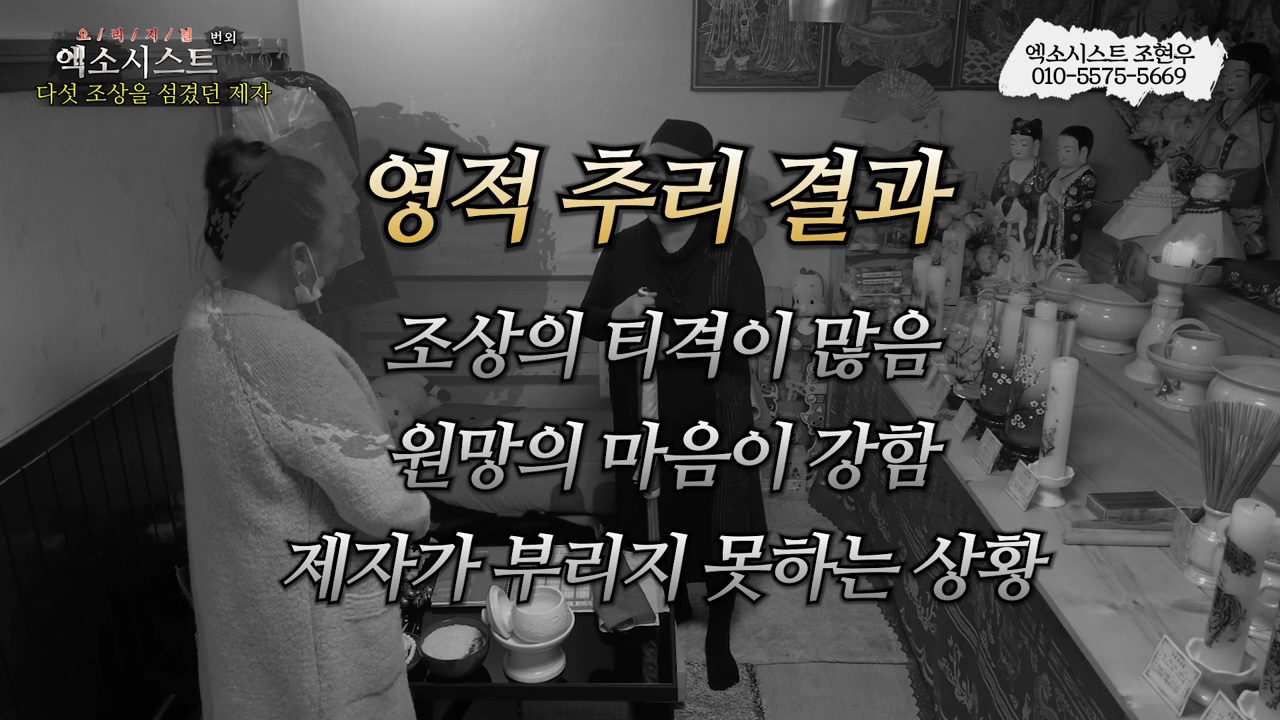 오/리/지/널 번외
엑소시스트
다섯 조상을 섬겼던 제자
엑소시스트 조현우
010-5575-5669
영적 추리 결과
조상의 티격이 많음
원망의 마음이 강함
제자가 부리지 못하는 상황